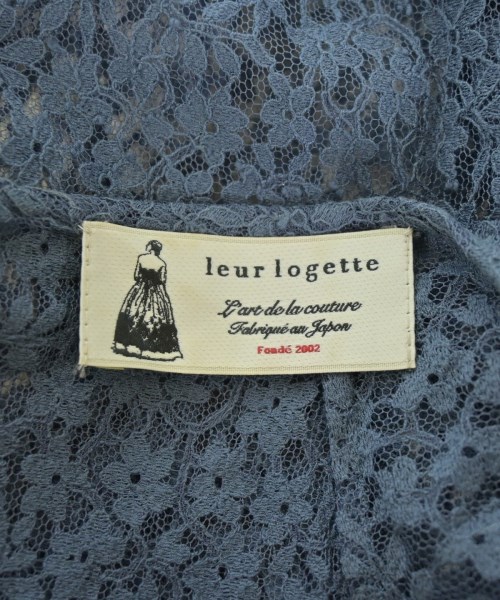 leur logette
L'art de la couture
Fabriqué au Japon
Fondé 2002